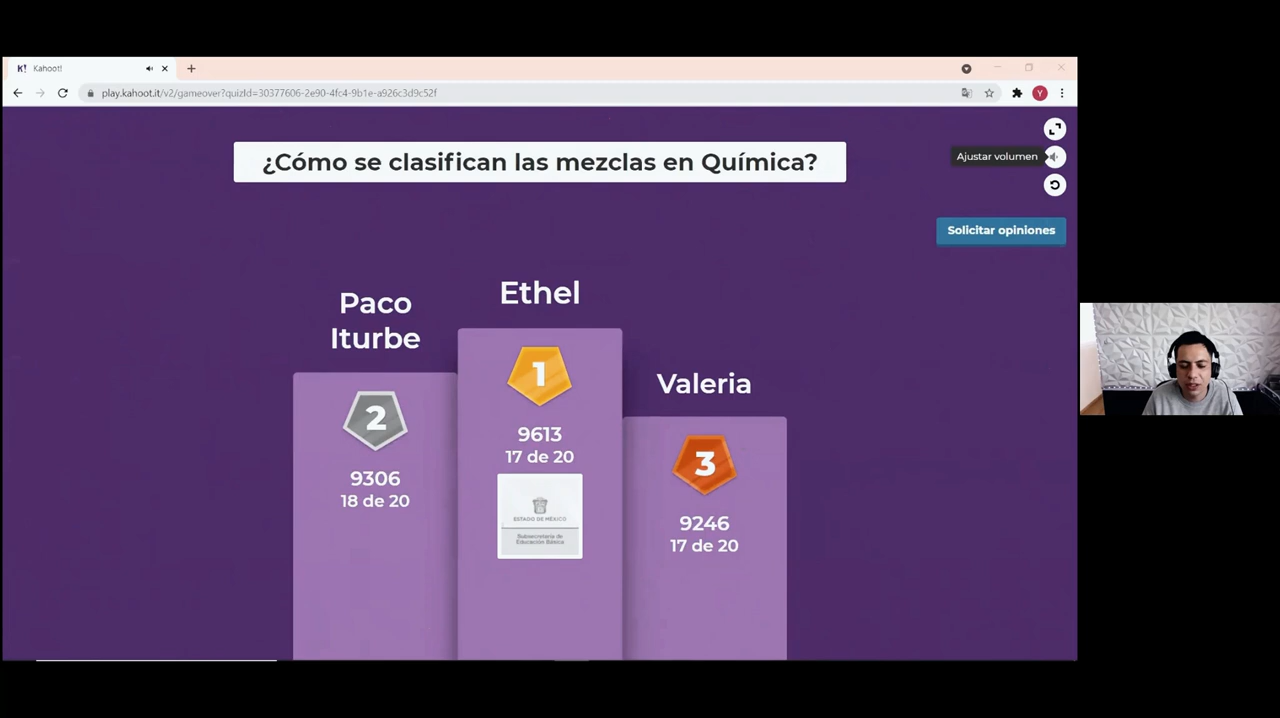 Kahoot!
play.kahoot.it/v2/gameover?quizId=30377606-2e90-4fc4-9b1e-a926c3d9c52f
Y
¿Cómo se clasifican las mezclas en Química?
Ajustar volumen
Solicitar opiniones
Paco
Iturbe
Ethel
Valeria
2
9306
18 de 20
1
9613
17 de 20
ESTADO DE MÉXICO
Subsecretaría de
Educación Básica
3
9246
17 de 20